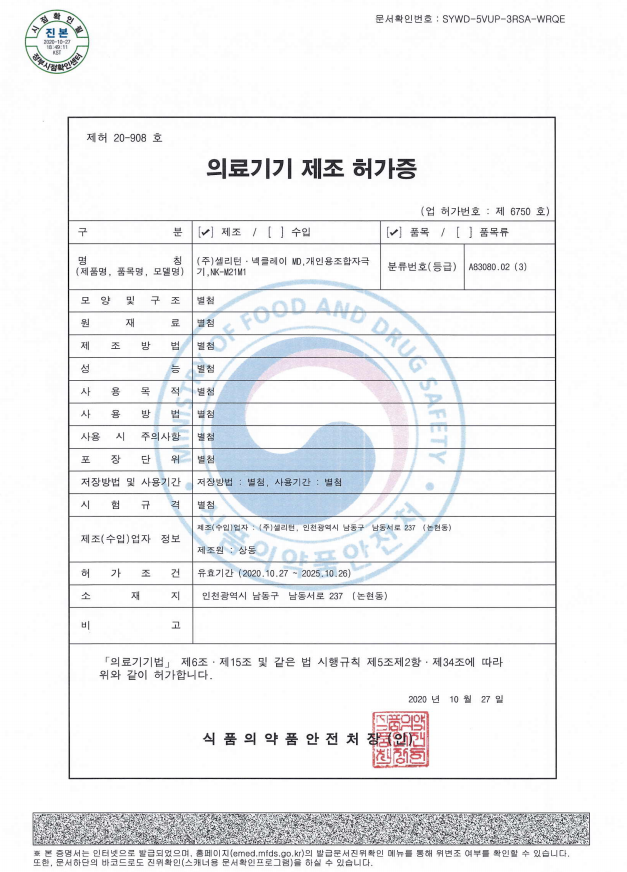 시점확인필
진본
2020-10-27
18:49:11
KST
정부시점확인센터
문서확인번호 : SYWD-5VUP-3RSA-WRQE
제허 20-908 호
의료기기 제조 허가증
(업 허가번호 : 제 6750 호)
구 분 [✓] 제조 / [ ] 수입 [✓] 품목 / [ ] 품목류
명 칭
(제품명, 품목명, 모델명)
(주)셀리턴·넥클레이 MD,개인용조합자극
기,NK-M21M1
분류번호(등급) A83080.02 (3)
모 양 및 구 조 별첨
원 재 료 별첨
제 조 방 법 별첨
성 능 별첨
사 용 목 적 별첨
사 용 방 법 별첨
사용 시 주의사항 별첨
포 장 단 위 별첨
저장방법 및 사용기간 저장방법 : 별첨, 사용기간 : 별첨
시 험 규 격 별첨
제조(수입)업자 정보
제조(수입)업자 : (주)셀리턴, 인천광역시 남동구 남동서로 237 (논현동)
제조원 : 상동
허 가 조 건 유효기간 (2020.10.27 ~ 2025.10.26)
소 재 지 인천광역시 남동구 남동서로 237 (논현동)
비 고
MINISTRY OF FOOD AND DRUG SAFETY
식품의약품안전처
「의료기기법」 제6조·제15조 및 같은 법 시행규칙 제5조제2항·제34조에 따라
위와 같이 허가합니다.
2020 년 10 월 27 일
식품의약품안전처장(인)
※ 본 증명서는 인터넷으로 발급되었으며, 홈페이지(emed.mfds.go.kr)의 발급문서진위확인 메뉴를 통해 위변조 여부를 확인할 수 있습니다.
또한, 문서하단의 바코드로도 진위확인(스캐너용 문서확인프로그램)을 하실 수 있습니다.